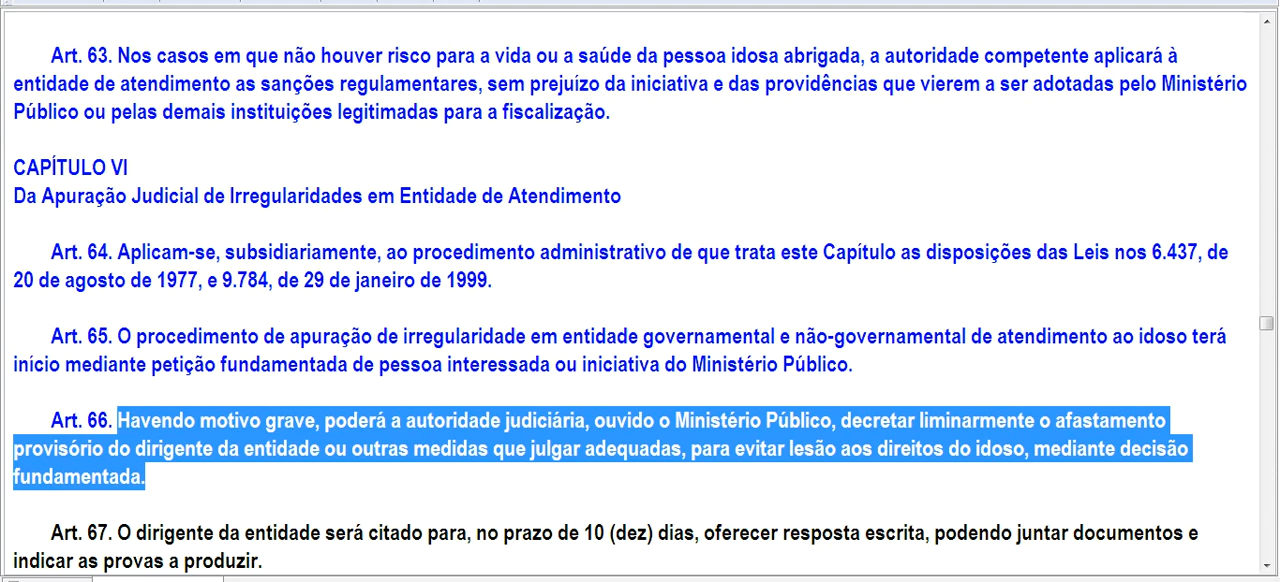 Art. 63. Nos casos em que não houver risco para a vida ou a saúde da pessoa idosa abrigada, a autoridade competente aplicará à
entidade de atendimento as sanções regulamentares, sem prejuízo da iniciativa e das providências que vierem a ser adotadas pelo Ministério
Público ou pelas demais instituições legitimadas para a fiscalização.
CAPÍTULO VI
Da Apuração Judicial de Irregularidades em Entidade de Atendimento
Art. 64. Aplicam-se, subsidiariamente, ao procedimento administrativo de que trata este Capítulo as disposições das Leis nos 6.437, de
20 de agosto de 1977, e 9.784, de 29 de janeiro de 1999.
Art. 65. O procedimento de apuração de irregularidade em entidade governamental e não-governamental de atendimento ao idoso terá
início mediante petição fundamentada de pessoa interessada ou iniciativa do Ministério Público.
Art. 66. Havendo motivo grave, poderá a autoridade judiciária, ouvido o Ministério Público, decretar liminarmente o afastamento
provisório do dirigente da entidade ou outras medidas que julgar adequadas, para evitar lesão aos direitos do idoso, mediante decisão
fundamentada.
Art. 67. O dirigente da entidade será citado para, no prazo de 10 (dez) dias, oferecer resposta escrita, podendo juntar documentos e
indicar as provas a produzir.